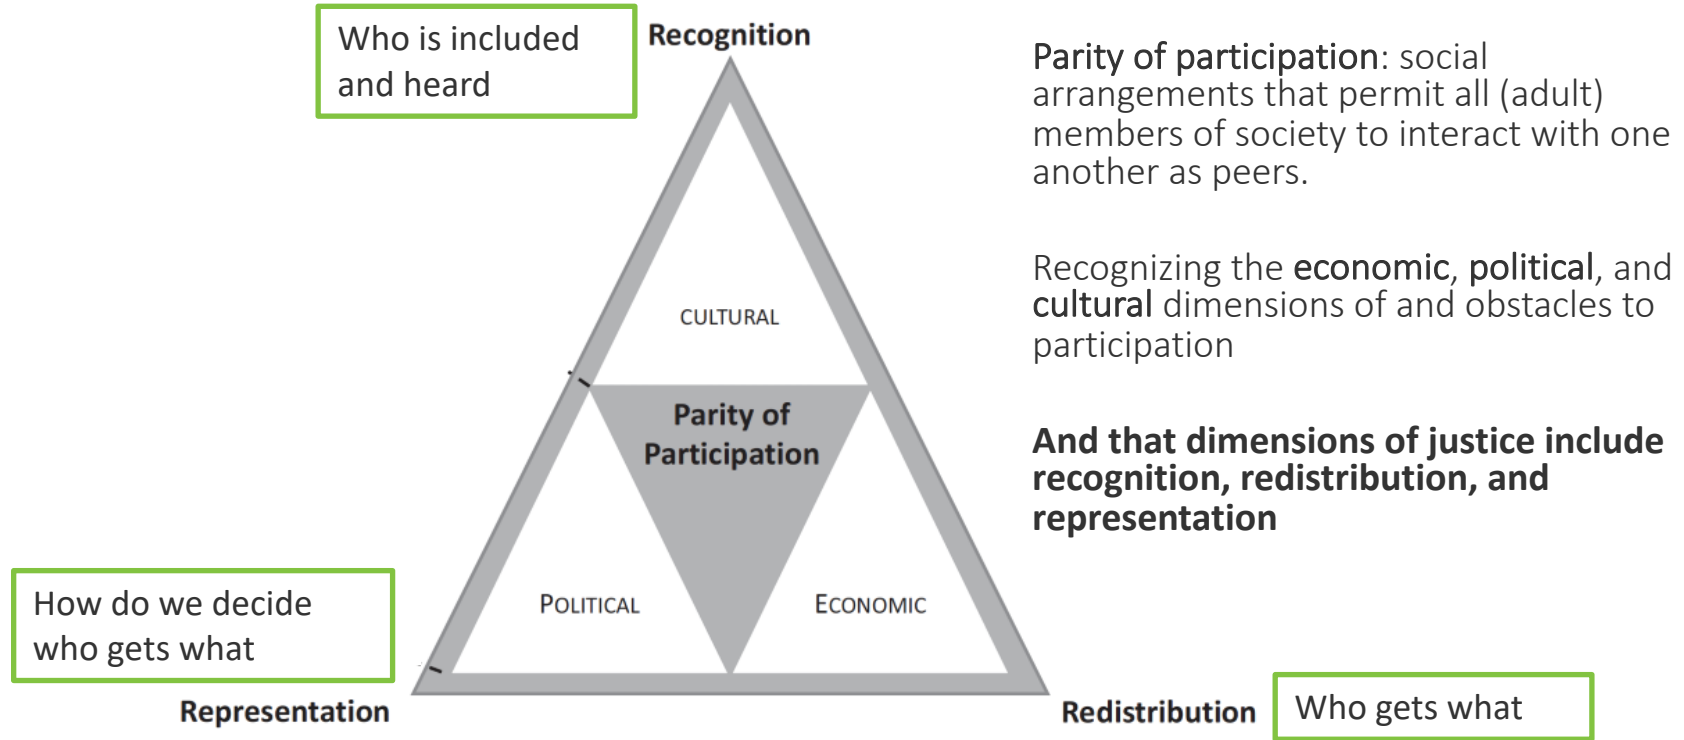 Who is included
and heard
Recognition
Parity of participation: social
arrangements that permit all (adult)
members of society to interact with one
another as peers.
Recognizing the economic, political, and
cultural dimensions of and obstacles to
participation
And that dimensions of justice include
recognition, redistribution, and
representation
CULTURAL
Parity of
Participation
POLITICAL
ECONOMIC
How do we decide
who gets what
Representation
Redistribution
Who gets what